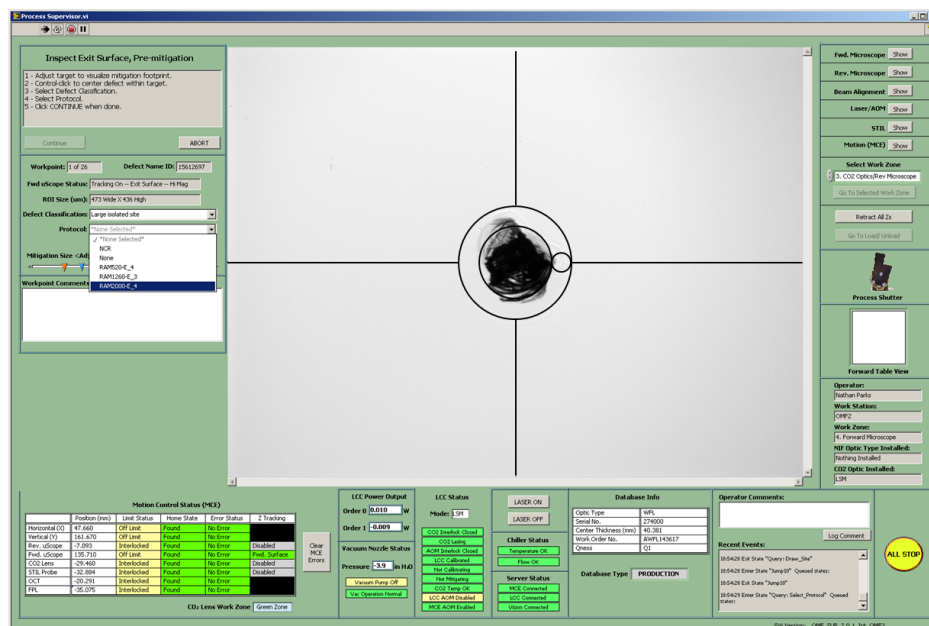 Process Supervisor.vi
Inspect Exit Surface, Pre-mitigation
1 - Adjust target to visualize mitigation footprint.
2 - Control-click to center defect within target.
3 - Select Defect Classification.
4 - Select Protocol.
5 - Click CONTINUE when done.
Continue
ABORT
Workpoint: 1 of 26 Defect Name ID: 15612697
Fwd uScope Status: Tracking On -- Exit Surface -- Hi Mag
ROI Size (um): 473 Wide X 436 High
Defect Classification: Large isolated site
Protocol: *None Selected*
✓ *None Selected*
NCR
None
RAM520-E_4
RAM1260-E_3
RAM2000-E_4
Mitigation Size <Adj
Workpoint Comments
Fwd. Microscope Show
Rev. Microscope Show
Beam Alignment Show
Laser/AOM Show
STIL Show
Motion (MCE) Show
Select Work Zone
3. CO2 Optics/Rev Microscope
Go To Selected Work Zone
Retract All Zs
Go To Load/ Unload
Process Shutter
Forward Table View
Operator:
Nathan Parks
Work Station:
OMF2
Work Zone:
4. Forward Microscope
NIF Optic Type Installed:
Nothing Installed
CO2 Optic Installed:
LSM
Motion Control Status (MCE)
Position (mm) Limit Status Home State Error Status Z Tracking
Horizontal (X) 47.660 Off Limit Found No Error
Vertical (Y) 161.670 Off Limit Found No Error
Rev. uScope -7.093 Interlocked Found No Error Disabled
Fwd. uScope 135.710 Interlocked Found No Error Fwd. Surface
CO2 Lens -29.460 Interlocked Found No Error Disabled
STIL Probe -32.884 Interlocked Found No Error Disabled
OCT -20.291 Interlocked Found No Error
FPL -35.075 Interlocked Found No Error
Clear
MCE
Errors
CO2 Lens Work Zone Green Zone
LCC Power Output
Order 0 0.010 W
Order 1 -0.009 W
Vacuum Nozzle Status
Pressure -3.9 in H2O
Vacuum Pump Off
Vac Operation Normal
LCC Status
Mode: LSM
CO2 Interlock Closed
CO2 Lasing
AOM Interlock Closed
LCC Calibrated
Not Calibrating
Not Mitigating
CO2 Temp OK
LCC AOM Disabled
MCE AOM Enabled
LASER ON
LASER OFF
Chiller Status
Temperature OK
Flow OK
Server Status
MCE Connected
LCC Connected
Vision Connected
Database Info
Optic Type WFL
Serial No. 274000
Center Thickness (mm) 40.381
Work Order No. AWFL143617
Qness Q1
Database Type PRODUCTION
Operator Comments:
Log Comment
Recent Events:
10:54:28 Exit State "Query: Draw_Site"
10:54:28 Enter State "Jump10" Queued states:
10:54:28 Exit State "Jump10"
10:54:29 Enter State "Query: Select_Protocol" Queued
states:
ALL STOP